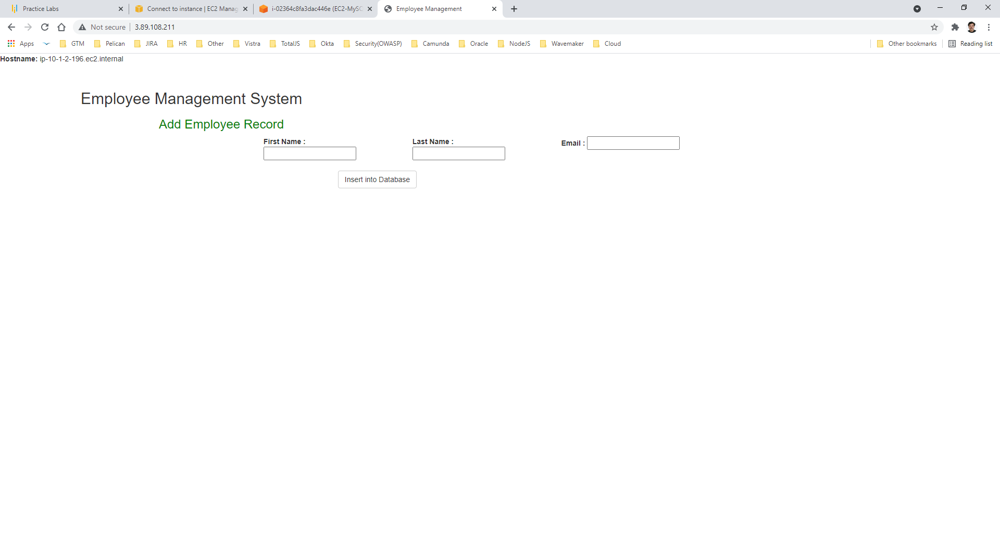 Practice Labs
Connect to instance | EC2 Manag
i-02364c8fa3dac446e (EC2-MySC
Employee Management
Not secure
3.89.108.211
Apps GTM Pelican JIRA HR Other Vistra TotalJS Okta Security(OWASP) Camunda Oracle NodeJS Wavemaker Cloud Other bookmarks Reading list
Hostname: ip-10-1-2-196.ec2.internal
Employee Management System
Add Employee Record
First Name :
Last Name :
Email :
Insert into Database